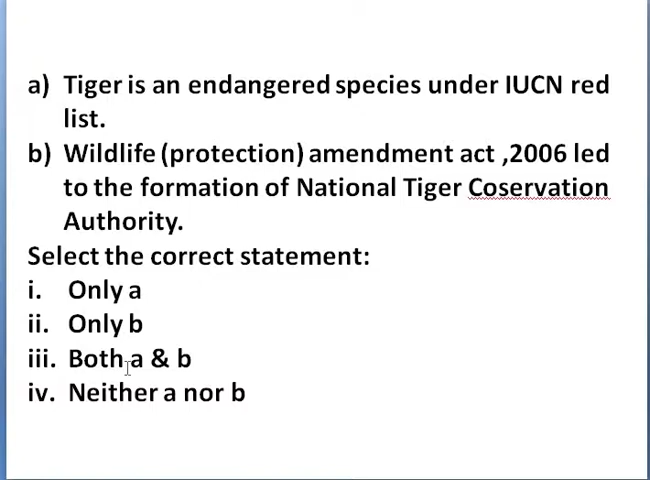 a) Tiger is an endangered species under IUCN red
list.
b) Wildlife (protection) amendment act ,2006 led
to the formation of National Tiger Coservation
Authority.
Select the correct statement:
i. Only a
ii. Only b
iii. Both a & b
iv. Neither a nor b